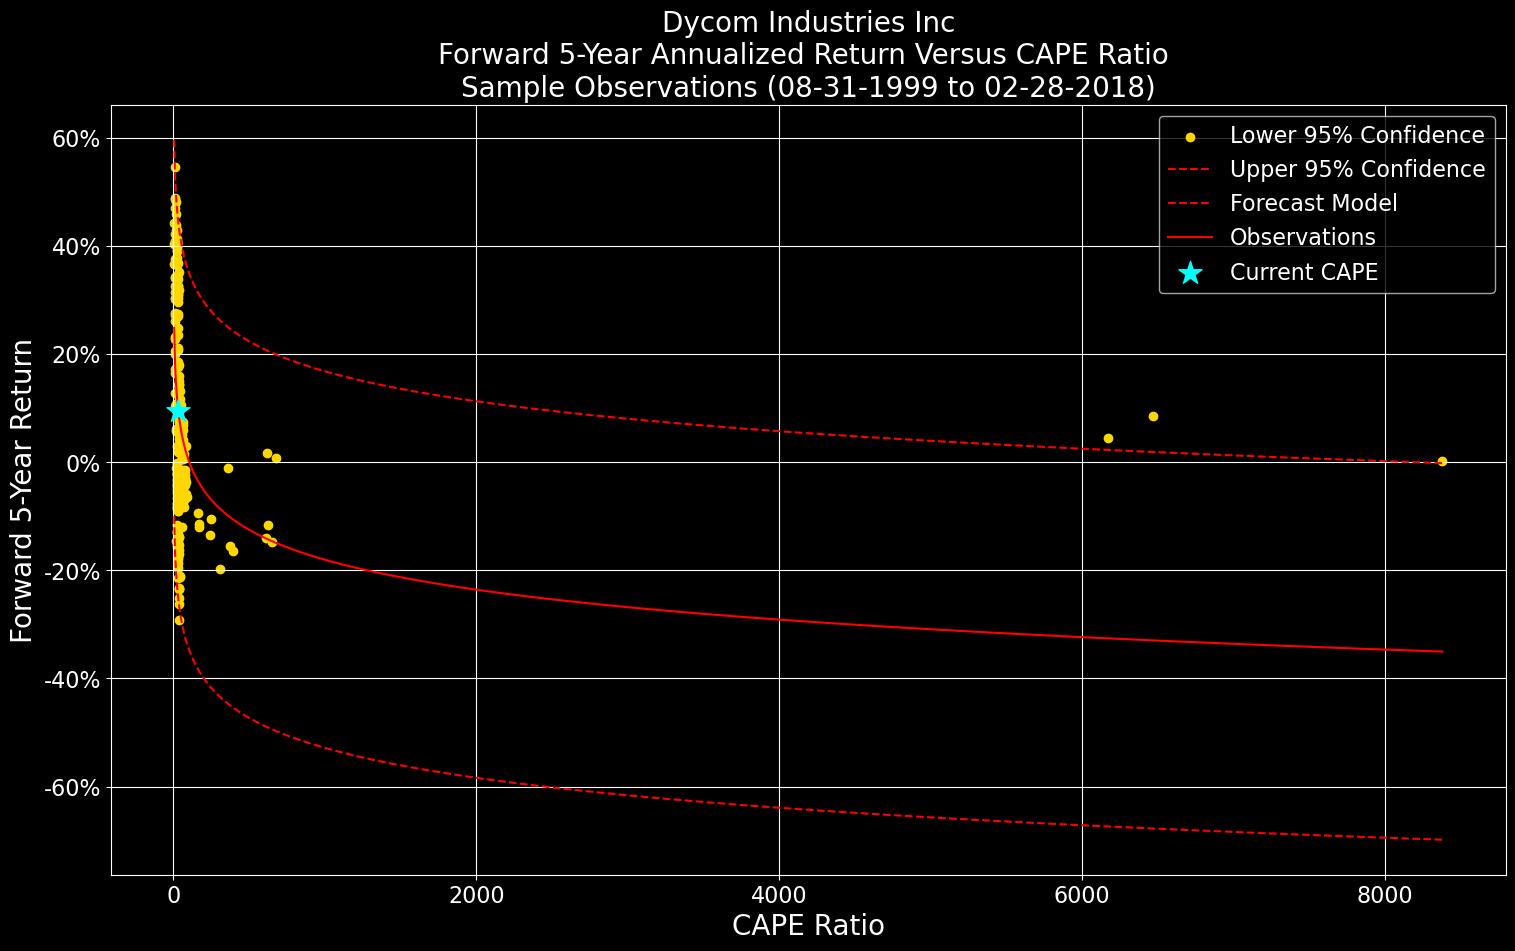 Dycom Industries Inc
Forward 5-Year Annualized Return Versus CAPE Ratio
Sample Observations (08-31-1999 to 02-28-2018)
Lower 95% Confidence
Upper 95% Confidence
Forecast Model
Observations
Current CAPE
Forward 5-Year Return
60%
40%
20%
0%
-20%
-40%
-60%
0 2000 4000 6000 8000
CAPE Ratio